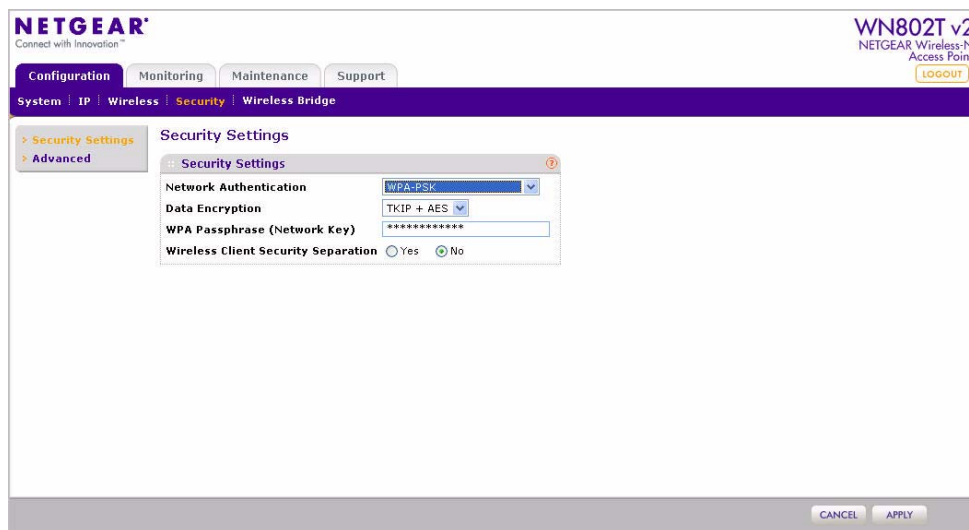 NETGEAR®
Connect with Innovation™
WN802T v2
NETGEAR Wireless-N
Access Point
LOGOUT
Configuration Monitoring Maintenance Support
System IP Wireless Security Wireless Bridge
> Security Settings
> Advanced
Security Settings
:: Security Settings ?
Network Authentication WPA-PSK
Data Encryption TKIP + AES
WPA Passphrase (Network Key) ************
Wireless Client Security Separation Yes No
CANCEL APPLY